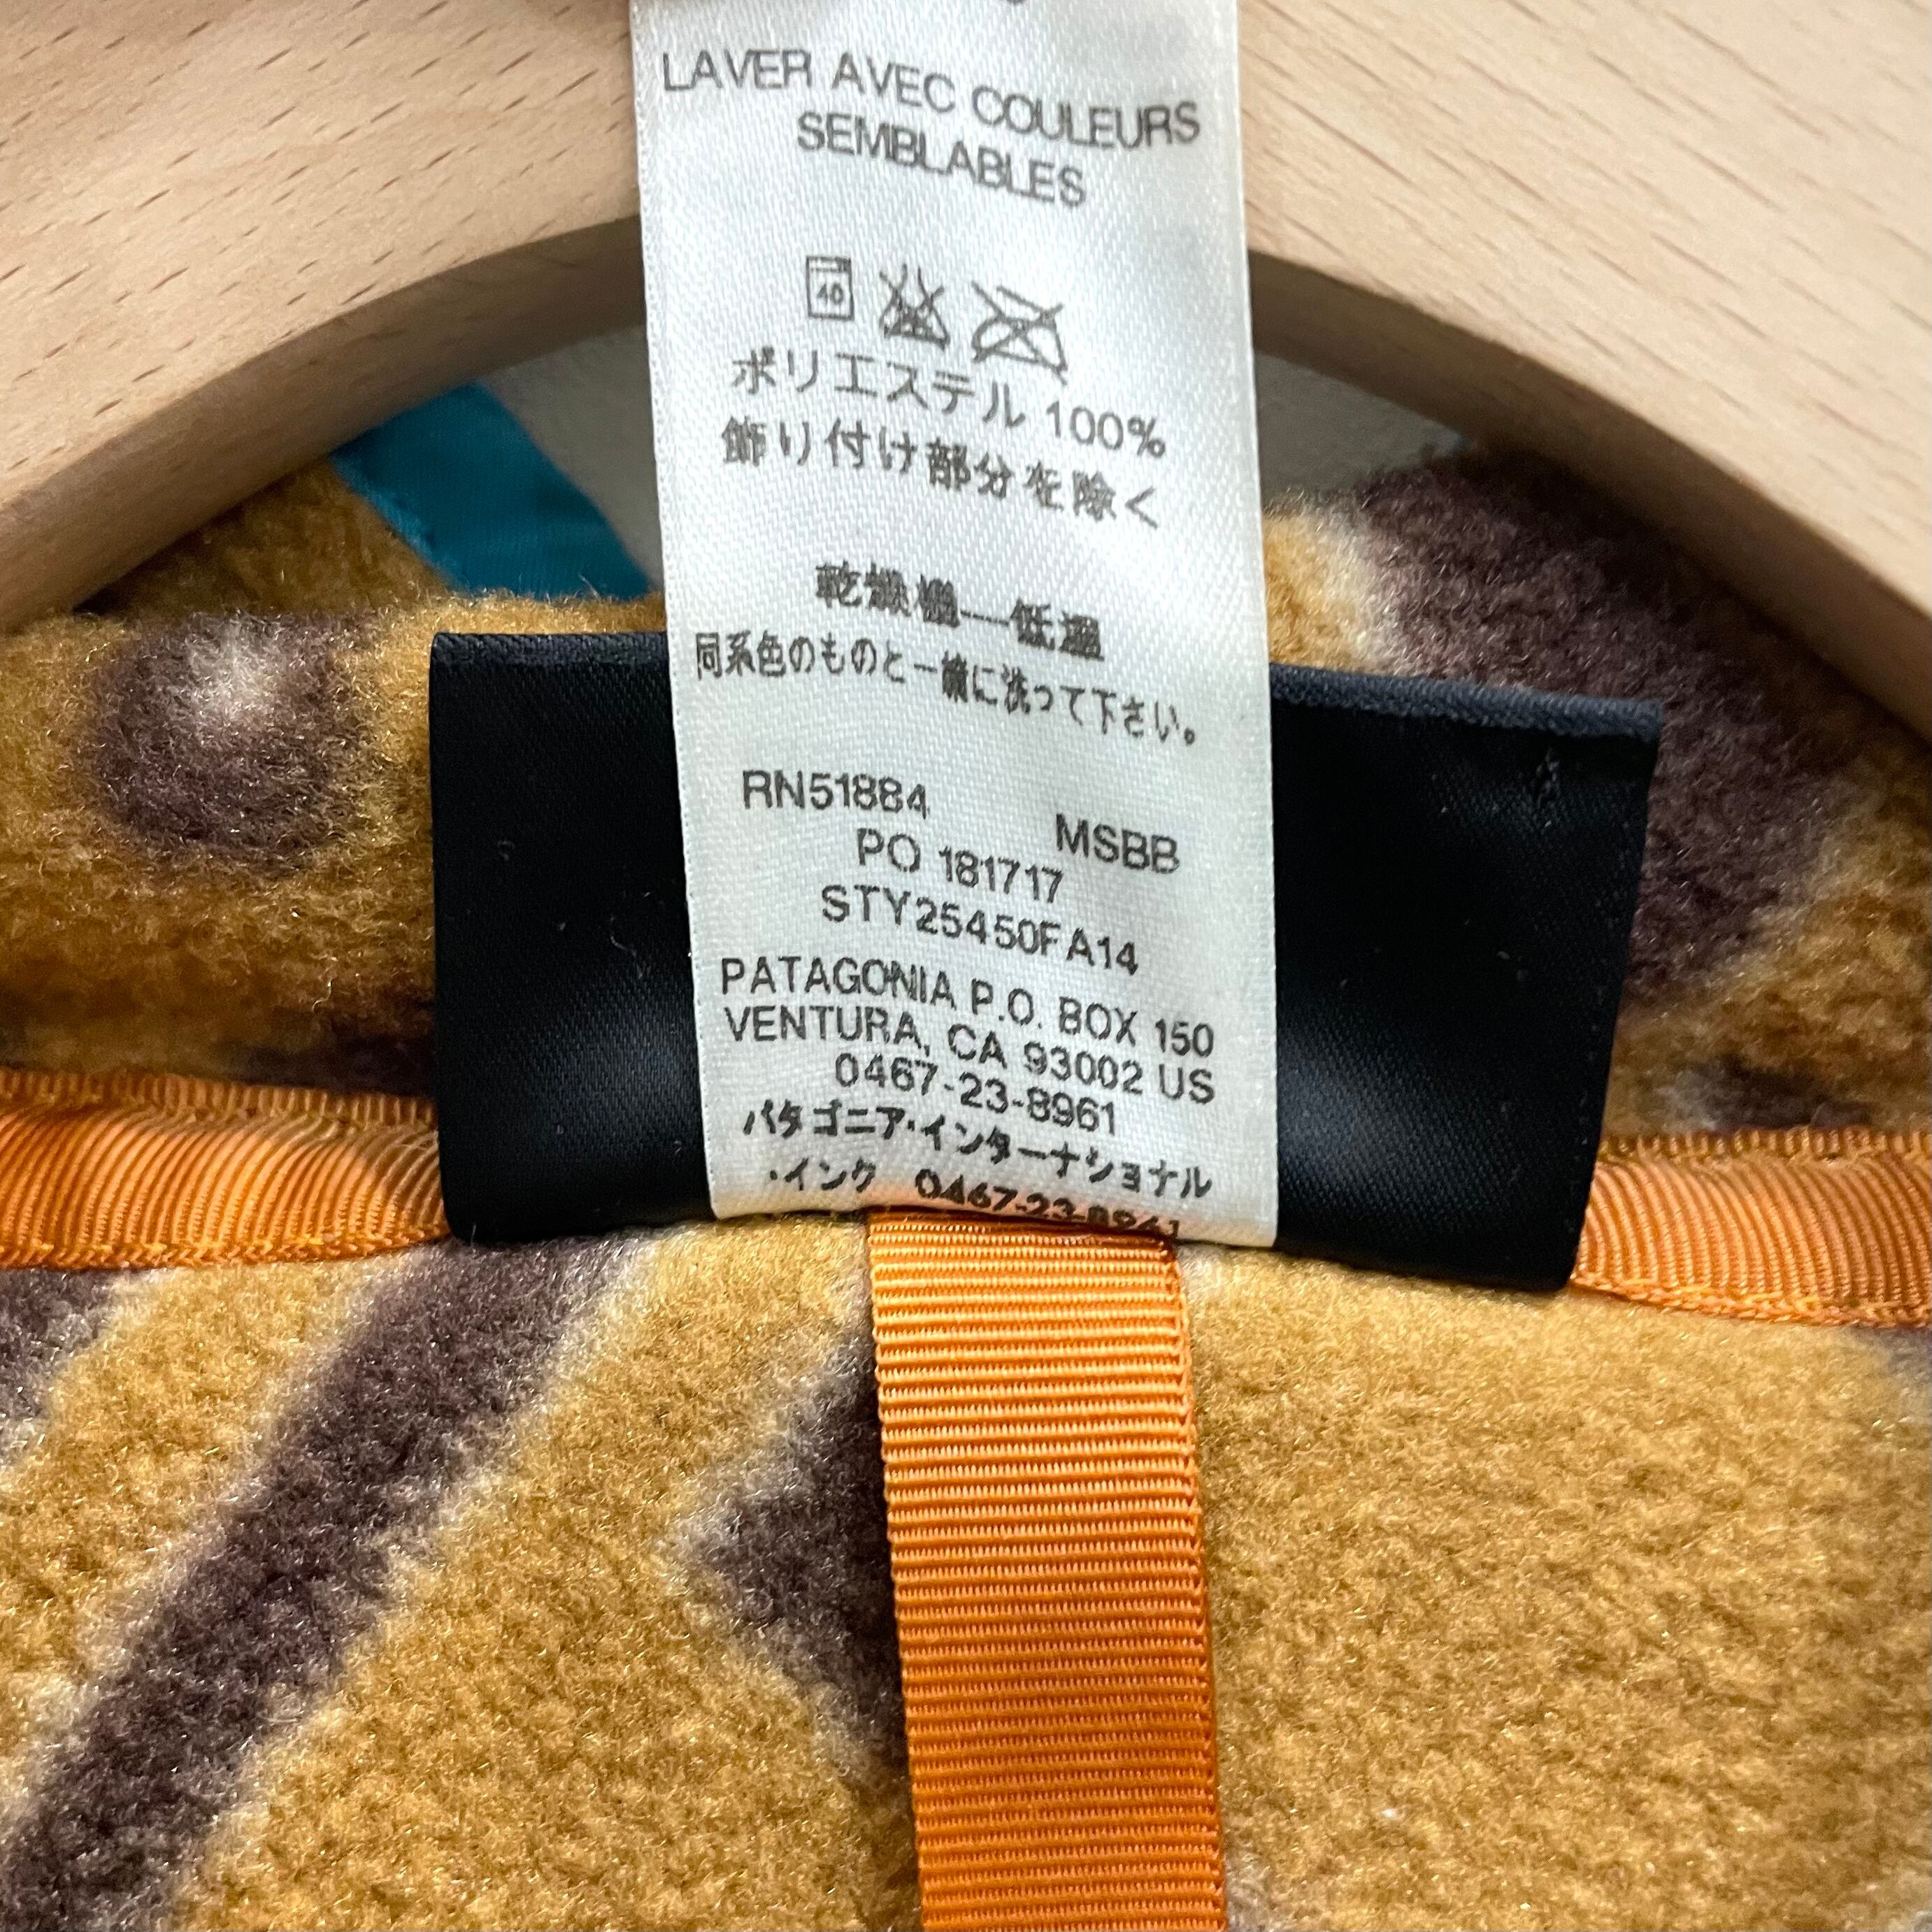 LAVER AVEC COULEURS
SEMBLABLES
40
ポリエステル 100%
飾り付け部分を除く
乾燥機—低温
同系色のものと一緒に洗って下さい。
RN51884 MSBB
PO 181717
STY25450FA14
PATAGONIA P.O. BOX 150
VENTURA, CA 93002 US
0467-23-8961
パタゴニア・インターナショナル
・インク 0467-23-8961